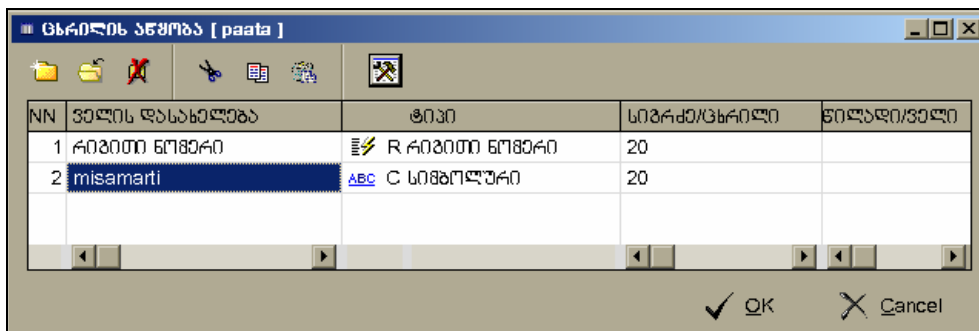 ცხრილის აწყობა [ paata ]
NN ველის დასახელება ტიპი სიგრძე/ცხრილი წილადი/ველი
1 რიგითი ნომერი R რიგითი ნომერი 20
2 misamarti ABC C სიმბოლური 20
OK Cancel